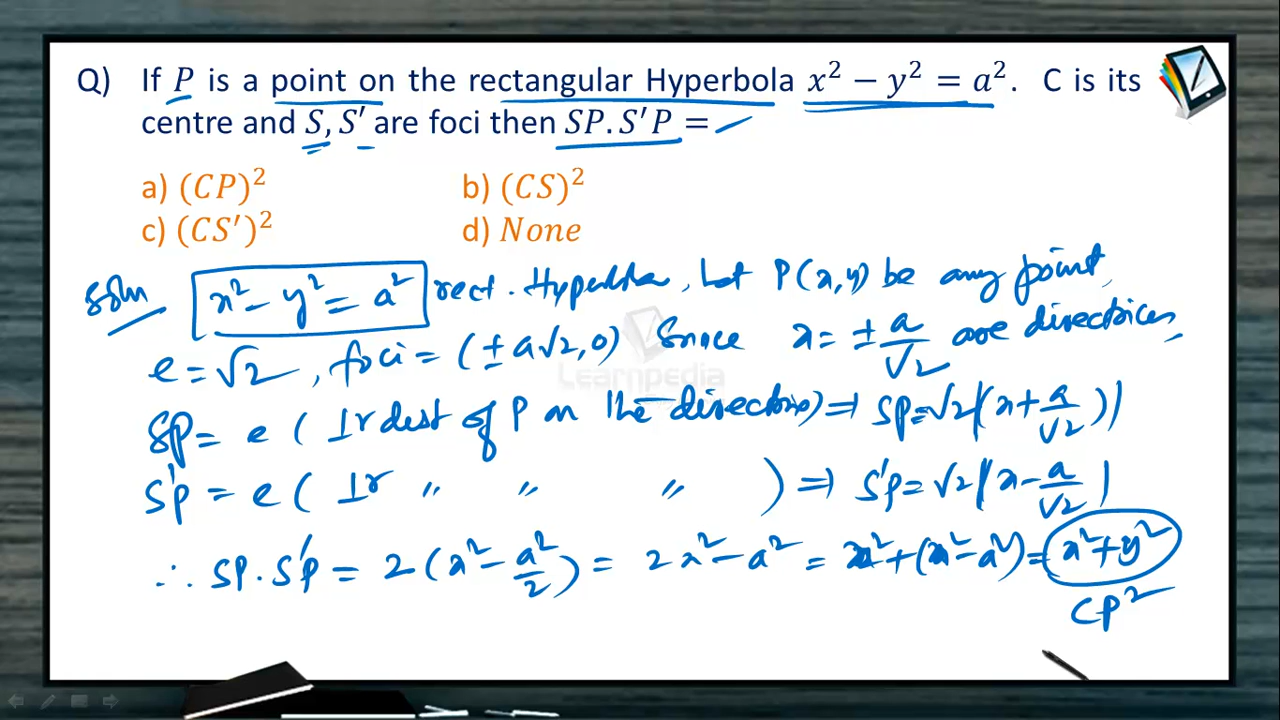 Q) If P is a point on the rectangular Hyperbola x² − y² = a². C is its
centre and S, S′ are foci then SP. S′P =
a) (CP)² b) (CS)²
c) (CS′)² d) None
Soln x² − y² = a² rect. Hyperbola, Let P(x,y) be any point,
e = √2, foci = (± a√2, 0) Since x = ± a/√2 are directrices,
SP = e ( ⊥r dist of P on the directrix) ⇒ SP = √2 |(x + a/√2)|
S′P = e ( ⊥r " " " ) ⇒ S′P = √2 |x − a/√2|
∴ SP. S′P = 2 (x² − a²/2) = 2x² − a² = x² + (x² − a²) = x² + y²
CP²
Learnpedia